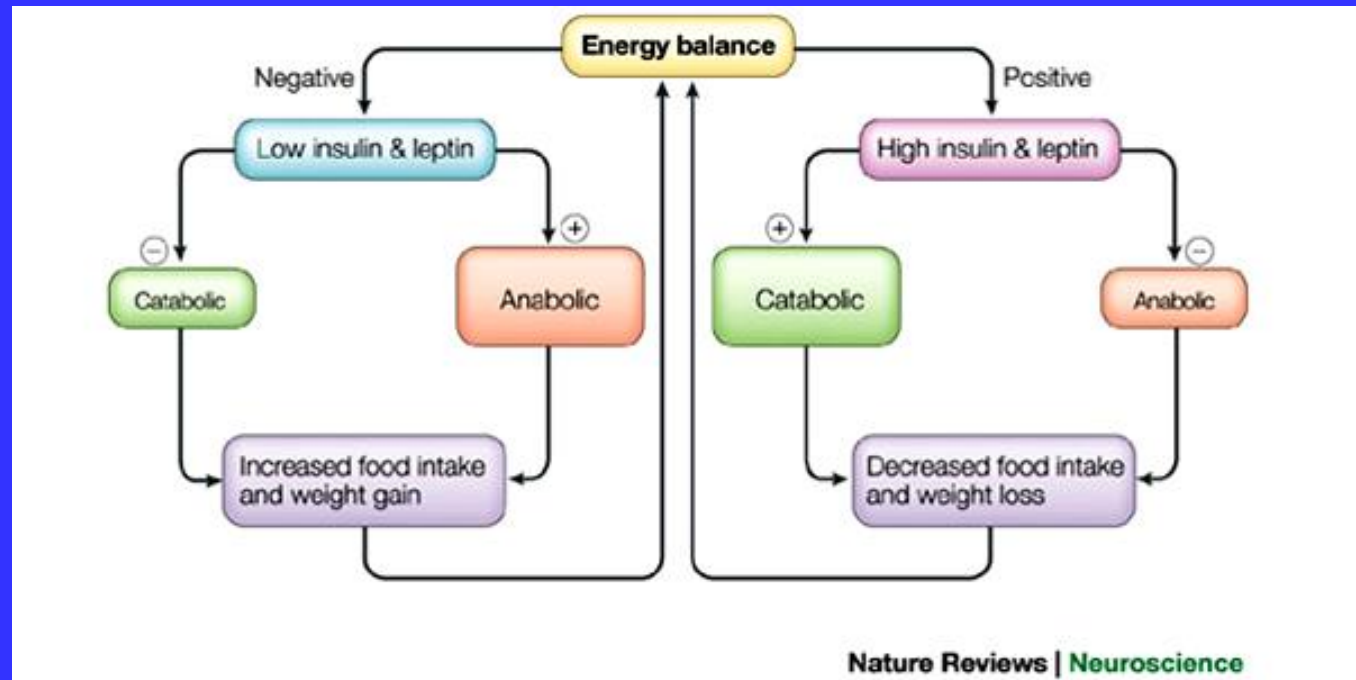 Energy balance
Negative
Positive
Low insulin & leptin
High insulin & leptin
−
+
+
−
Catabolic
Anabolic
Catabolic
Anabolic
Increased food intake
and weight gain
Decreased food intake
and weight loss
Nature Reviews | Neuroscience